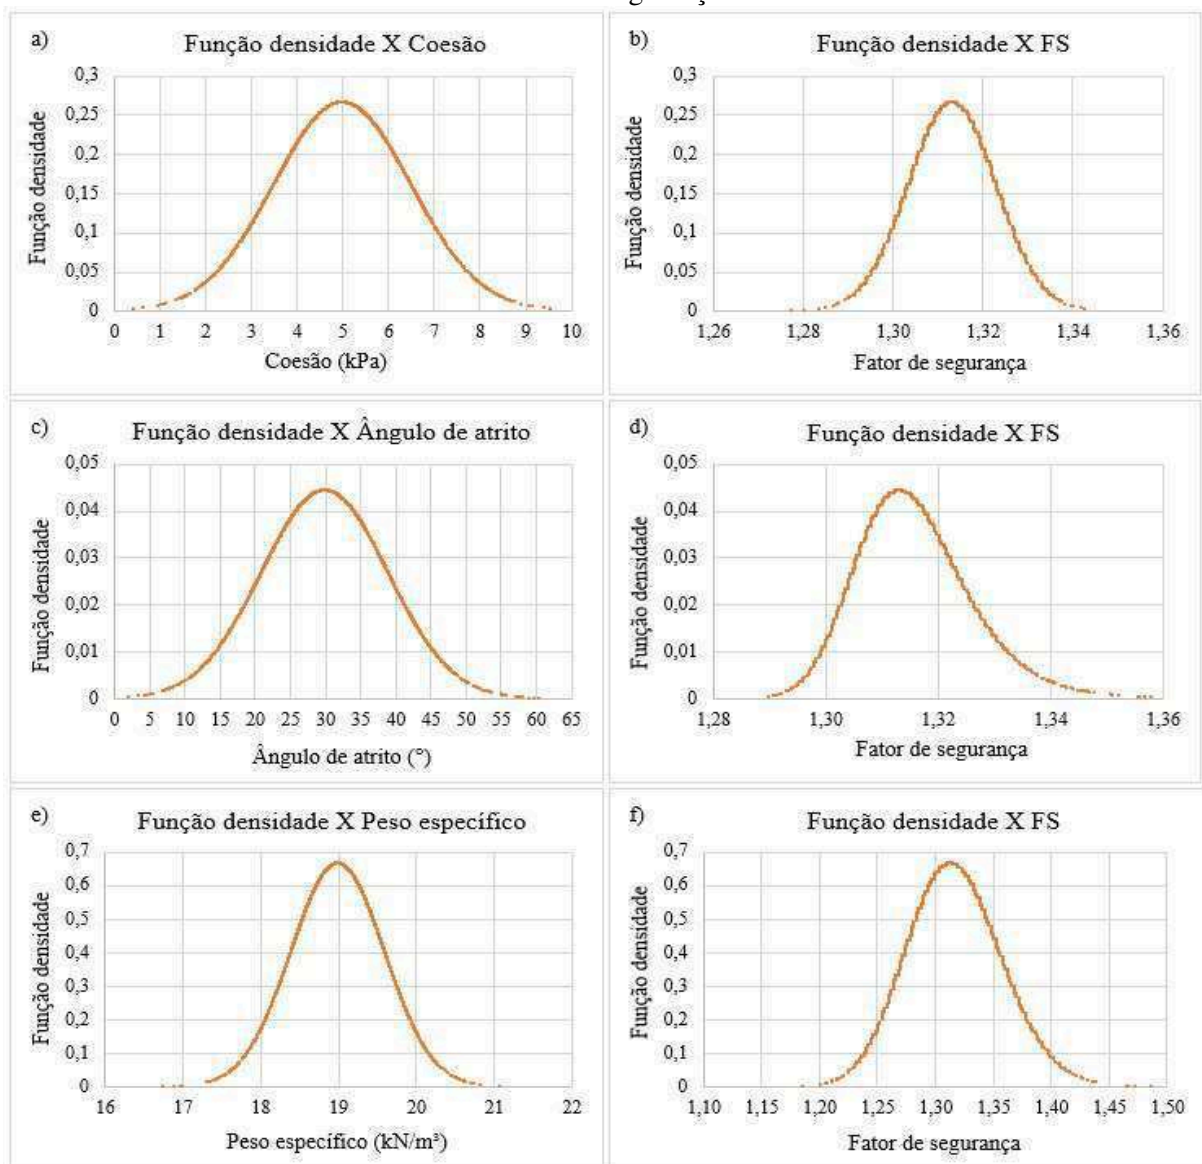 a)
Função densidade X Coesão
0,3
0,25
0,2
0,15
0,1
0,05
0
Função densidade
0 1 2 3 4 5 6 7 8 9 10
Coesão (kPa)
b)
Função densidade X FS
0,3
0,25
0,2
0,15
0,1
0,05
0
Função densidade
1,26 1,28 1,30 1,32 1,34 1,36
Fator de segurança
c)
Função densidade X Ângulo de atrito
0,05
0,04
0,03
0,02
0,01
0
Função densidade
0 5 10 15 20 25 30 35 40 45 50 55 60 65
Ângulo de atrito (°)
d)
Função densidade X FS
0,05
0,04
0,03
0,02
0,01
0
Função densidade
1,28 1,30 1,32 1,34 1,36
Fator de segurança
e)
Função densidade X Peso específico
0,7
0,6
0,5
0,4
0,3
0,2
0,1
0
Função densidade
16 17 18 19 20 21 22
Peso específico (kN/m³)
f)
Função densidade X FS
0,7
0,6
0,5
0,4
0,3
0,2
0,1
0
Função densidade
1,10 1,15 1,20 1,25 1,30 1,35 1,40 1,45 1,50
Fator de segurança